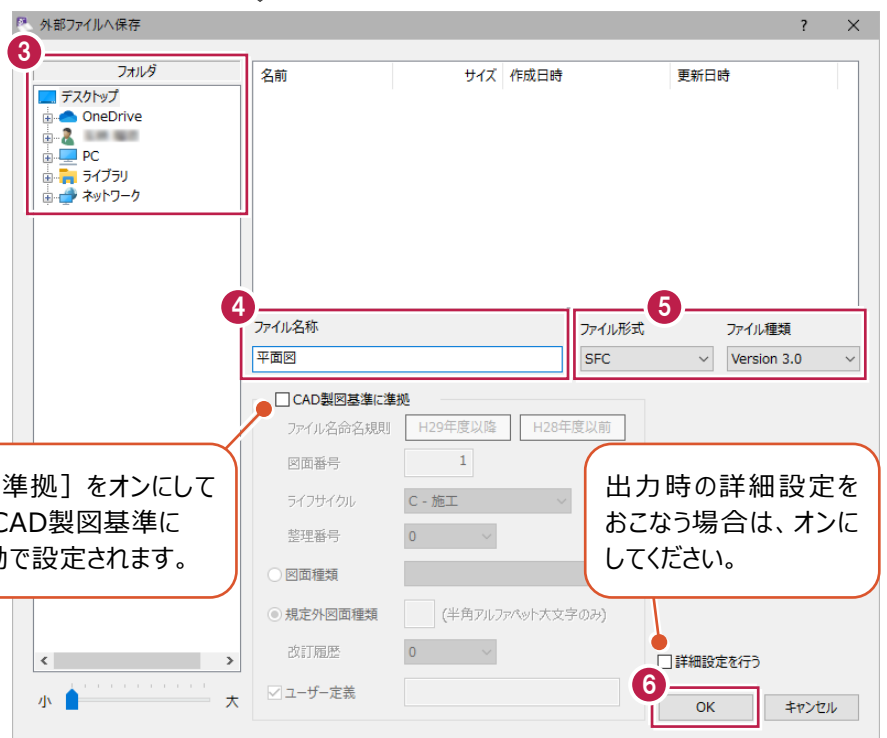 外部ファイルへ保存
?
3
フォルダ
デスクトップ
OneDrive
PC
ライブラリ
ネットワーク
名前 サイズ 作成日時 更新日時
4
ファイル名称
平面図
5
ファイル形式 ファイル種類
SFC Version 3.0
CAD製図基準に準拠
ファイル名命名規則 H29年度以降 H28年度以前
図面番号 1
ライフサイクル C - 施工
整理番号 0
図面種類
規定外図面種類 (半角アルファベット大文字のみ)
改訂履歴 0
ユーザー定義
準拠］をオンにして
CAD製図基準に
で設定されます。
出力時の詳細設定を
おこなう場合は、オンに
してください。
詳細設定を行う
小 大
6
OK キャンセル